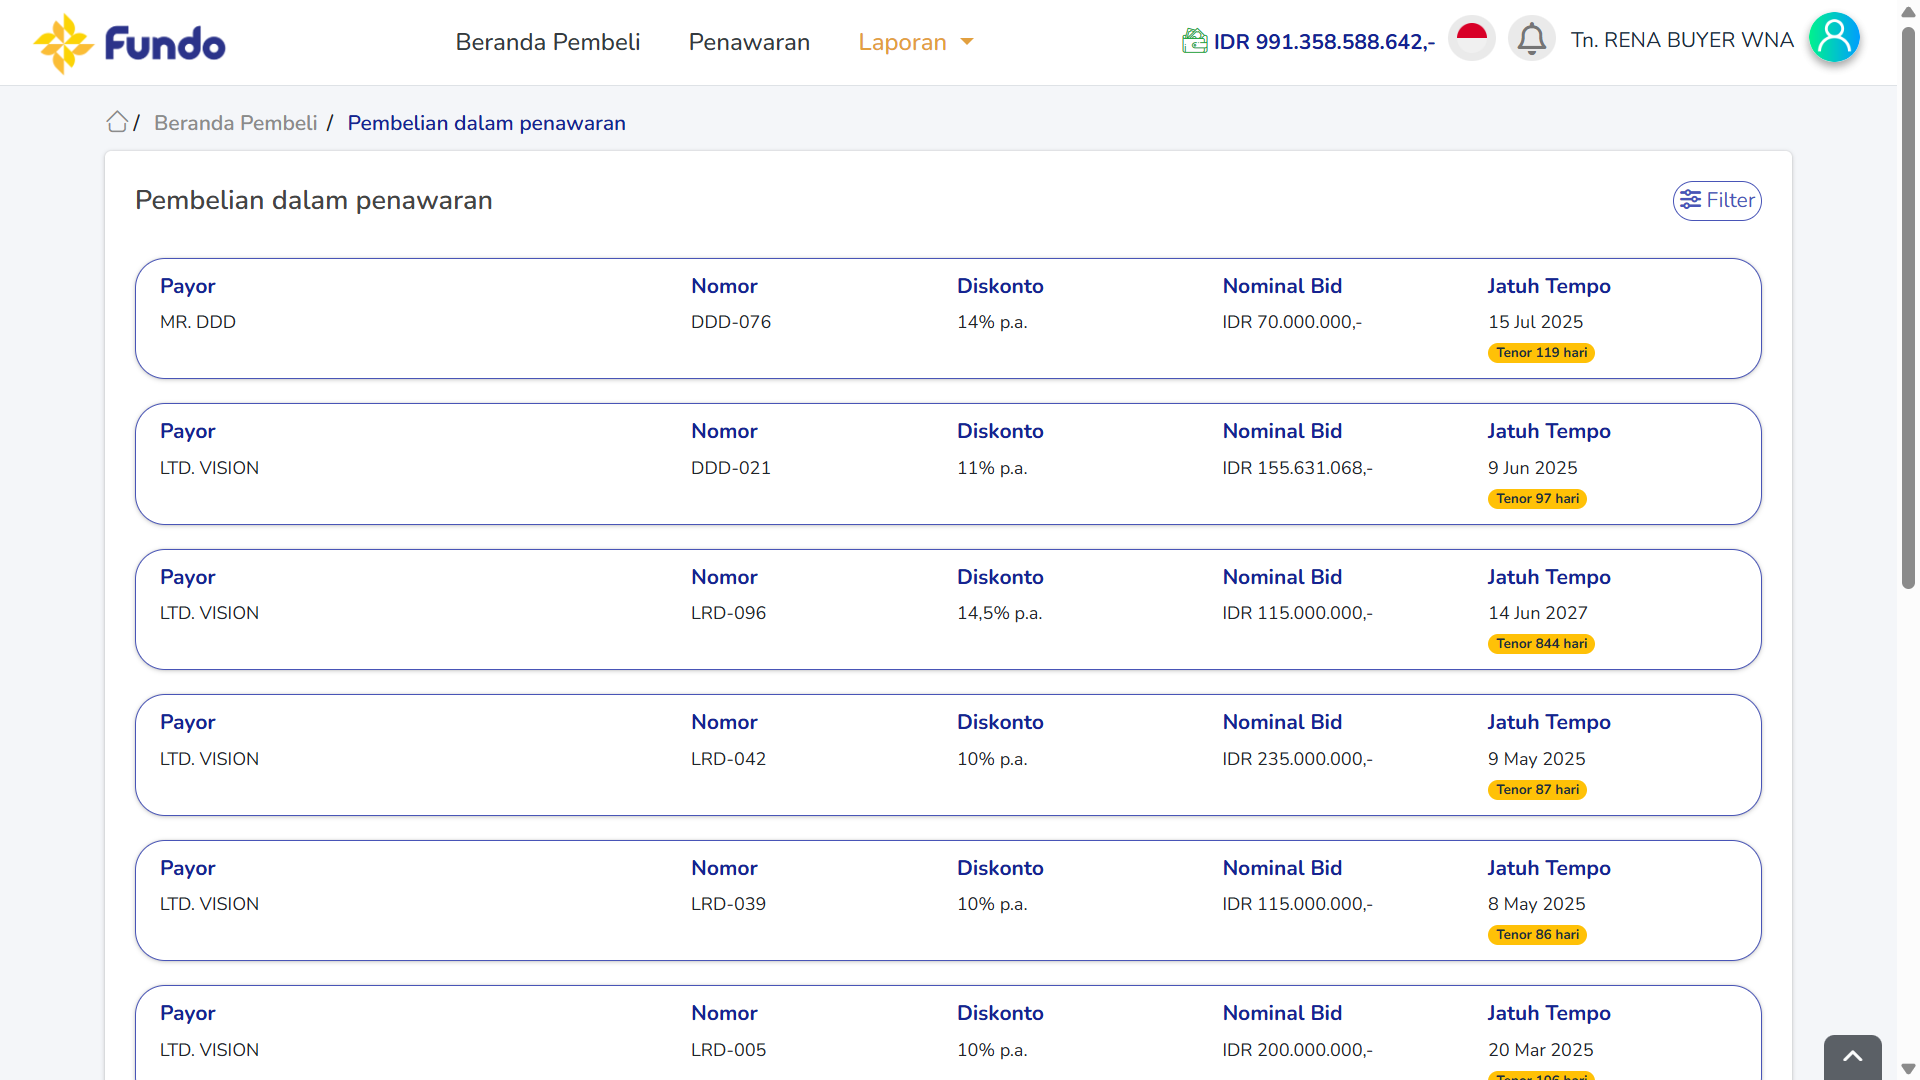 Fundo
Beranda Pembeli Penawaran Laporan IDR 991.358.588.642,- Tn. RENA BUYER WNA
/ Beranda Pembeli / Pembelian dalam penawaran
Pembelian dalam penawaran Filter
Payor Nomor Diskonto Nominal Bid Jatuh Tempo
MR. DDD DDD-076 14% p.a. IDR 70.000.000,- 15 Jul 2025
Tenor 119 hari
Payor Nomor Diskonto Nominal Bid Jatuh Tempo
LTD. VISION DDD-021 11% p.a. IDR 155.631.068,- 9 Jun 2025
Tenor 97 hari
Payor Nomor Diskonto Nominal Bid Jatuh Tempo
LTD. VISION LRD-096 14,5% p.a. IDR 115.000.000,- 14 Jun 2027
Tenor 844 hari
Payor Nomor Diskonto Nominal Bid Jatuh Tempo
LTD. VISION LRD-042 10% p.a. IDR 235.000.000,- 9 May 2025
Tenor 87 hari
Payor Nomor Diskonto Nominal Bid Jatuh Tempo
LTD. VISION LRD-039 10% p.a. IDR 115.000.000,- 8 May 2025
Tenor 86 hari
Payor Nomor Diskonto Nominal Bid Jatuh Tempo
LTD. VISION LRD-005 10% p.a. IDR 200.000.000,- 20 Mar 2025
Tenor 106 hari